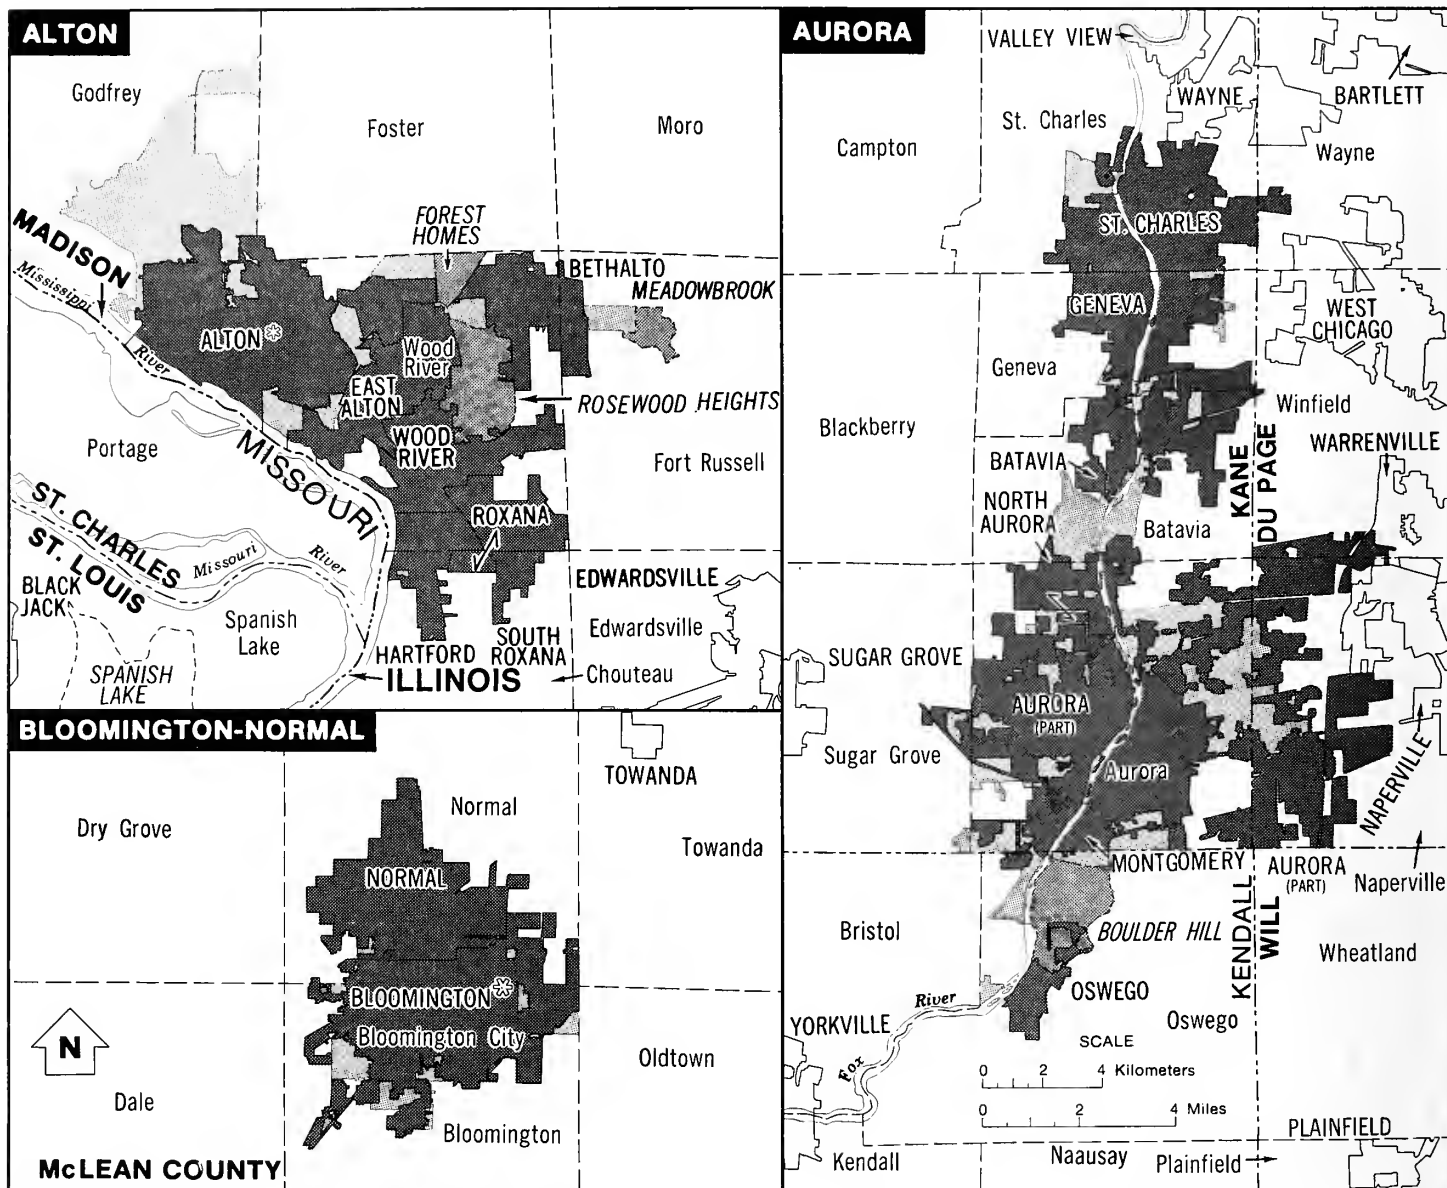 ALTON
Godfrey
Foster
Moro
FOREST
HOMES
MADISON
Mississippi
River
BETHALTO
MEADOWBROOK
ALTON
Wood
River
EAST
ALTON
ROSEWOOD HEIGHTS
WOOD
RIVER
Portage
MISSOURI
Fort Russell
ST. CHARLES
ST. LOUIS
ROXANA
Missouri
River
BLACK
JACK
EDWARDSVILLE
Spanish
Lake
Edwardsville
SPANISH
LAKE
HARTFORD
SOUTH
ROXANA
ILLINOIS
Chouteau
BLOOMINGTON-NORMAL
TOWANDA
Normal
Dry Grove
Towanda
NORMAL
BLOOMINGTON
Bloomington City
N
Oldtown
Dale
Bloomington
McLEAN COUNTY
AURORA
VALLEY VIEW
WAYNE
BARTLETT
St. Charles
Campton
Wayne
ST. CHARLES
GENEVA
WEST
CHICAGO
Geneva
Winfield
Blackberry
WARRENVILLE
BATAVIA
KANE
DU PAGE
NORTH
AURORA
Batavia
SUGAR GROVE
AURORA
(PART)
Sugar Grove
Aurora
NAPERVILLE
MONTGOMERY
AURORA
(PART)
Naperville
KENDALL
WILL
Bristol
BOULDER HILL
Wheatland
OSWEGO
River
Oswego
YORKVILLE
SCALE
Fox
0 2 4 Kilometers
0 2 4 Miles
PLAINFIELD
Kendall
Naausay
Plainfield